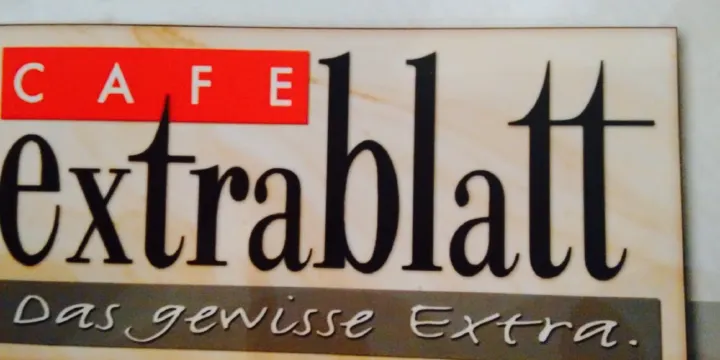 CAFE
extrablatt
Das gewisse Extra.